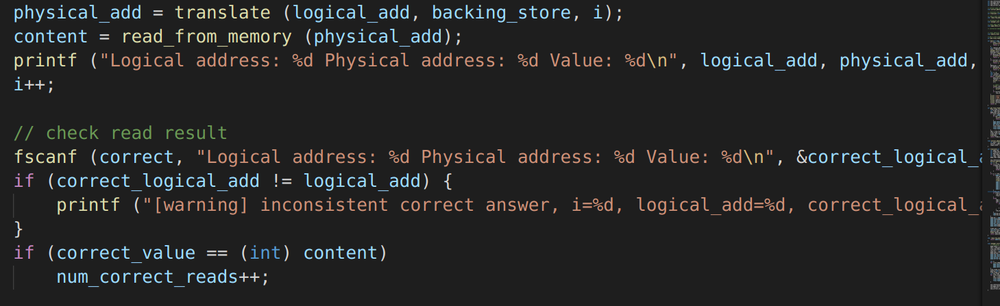 physical_add = translate (logical_add, backing_store, i);
content = read_from_memory (physical_add);
printf ("Logical address: %d Physical address: %d Value: %d\n", logical_add, physical_add,
i++;
// check read result
fscanf (correct, "Logical address: %d Physical address: %d Value: %d\n", &correct_logical_
if (correct_logical_add != logical_add) {
    printf ("[warning] inconsistent correct answer, i=%d, logical_add=%d, correct_logical_
}
if (correct_value == (int) content)
    num_correct_reads++;